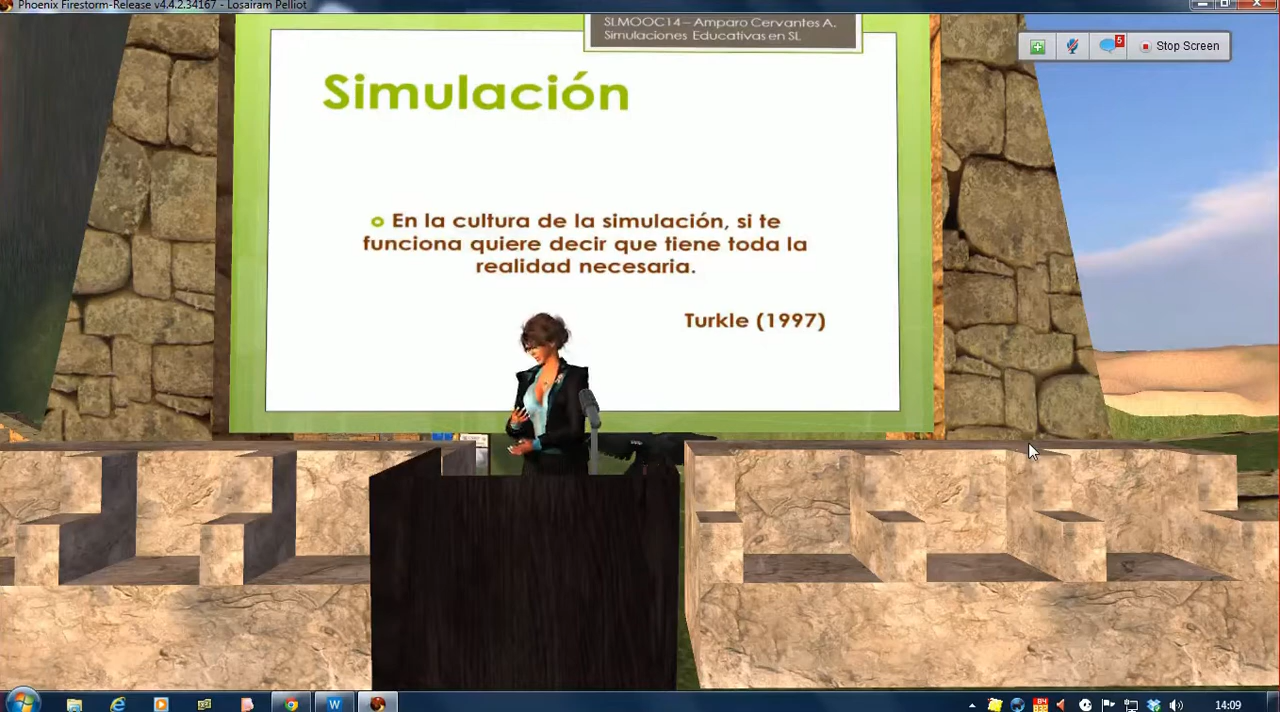 Phoenix Firestorm-Release v4.4.2.34167 - Losairam Pelliot
SLMOOC14 – Amparo Cervantes A.
Simulaciones Educativas en SL
5
Stop Screen
Simulación
En la cultura de la simulación, si te
funciona quiere decir que tiene toda la
realidad necesaria.
Turkle (1997)
14:09